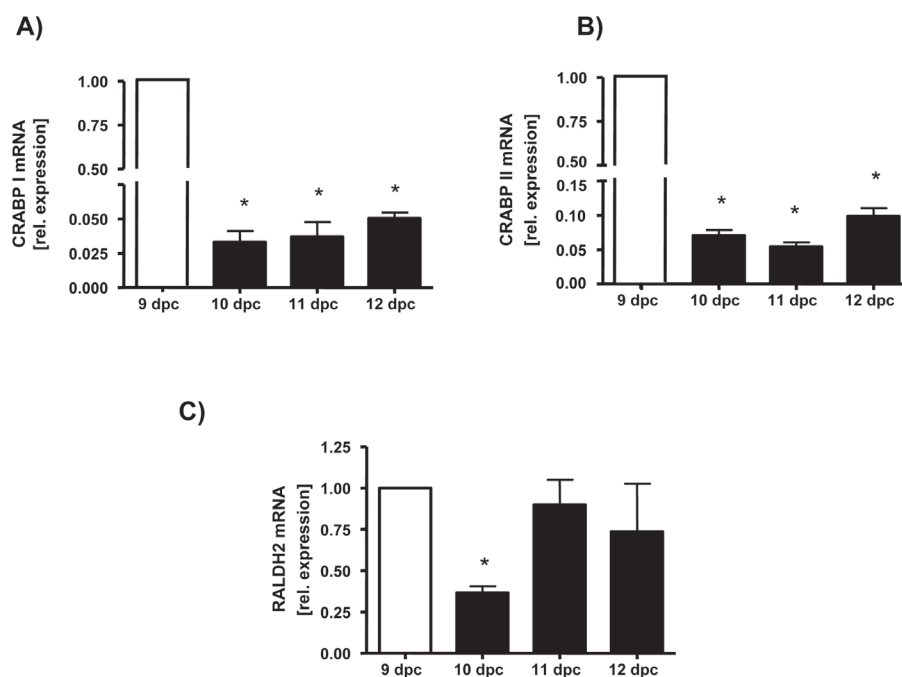 A)
CRABP I mRNA
[rel. expression]
1.00
0.75
0.50
0.050
0.025
0.000
*
*
*
9 dpc
10 dpc
11 dpc
12 dpc
B)
CRABP II mRNA
[rel. expression]
1.00
0.75
0.50
0.15
0.10
0.05
0.00
*
*
*
9 dpc
10 dpc
11 dpc
12 dpc
C)
RALDH2 mRNA
[rel. expression]
1.25
1.00
0.75
0.50
0.25
0.00
*
9 dpc
10 dpc
11 dpc
12 dpc